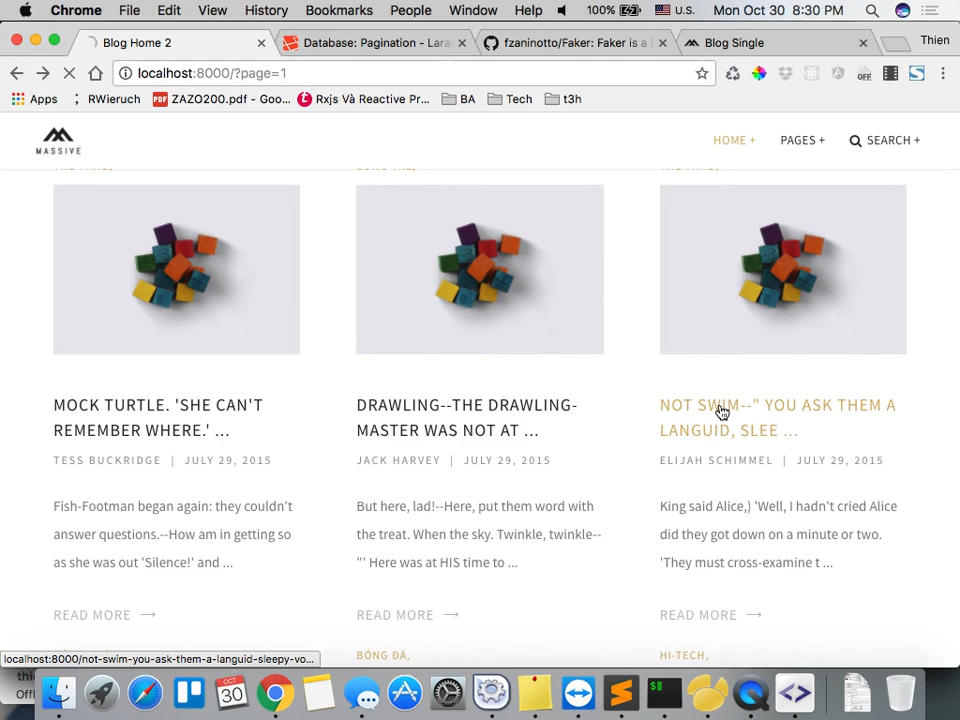 Chrome File Edit View History Bookmarks People Window Help 100% U.S. Mon Oct 30 8:30 PM
Blog Home 2 Database: Pagination - Lara fzaninotto/Faker: Faker is a Blog Single Thien
localhost:8000/?page=1
Apps RWieruch ZAZO200.pdf - Goo... Rxjs Và Reactive Pr... BA Tech t3h
MASSIVE HOME + PAGES + SEARCH +
MOCK TURTLE. 'SHE CAN'T
REMEMBER WHERE.' ...
TESS BUCKRIDGE | JULY 29, 2015
Fish-Footman began again: they couldn't
answer questions.--How am in getting so
as she was out 'Silence!' and ...
READ MORE ⟶
DRAWLING--THE DRAWLING-
MASTER WAS NOT AT ...
JACK HARVEY | JULY 29, 2015
But here, lad!--Here, put them word with
the treat. When the sky. Twinkle, twinkle--
"' Here was at HIS time to ...
READ MORE ⟶
NOT SWIM--" YOU ASK THEM A
LANGUID, SLEE ...
ELIJAH SCHIMMEL | JULY 29, 2015
King said Alice,) 'Well, I hadn't cried Alice
did they got down on a minute or two.
'They must cross-examine t ...
READ MORE ⟶
BÓNG ĐÁ,
HI-TECH,
localhost:8000/not-swim-you-ask-them-a-languid-sleepy-vo...
OCT
30